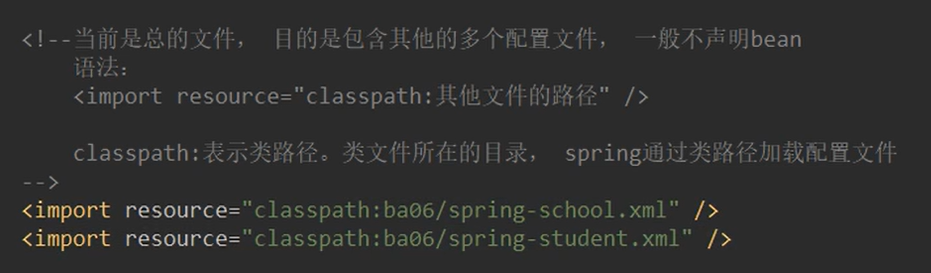 <!--当前是总的文件， 目的是包含其他的多个配置文件， 一般不声明bean
语法：
<import resource="classpath:其他文件的路径" />
classpath:表示类路径。类文件所在的目录， spring通过类路径加载配置文件
-->
<import resource="classpath:ba06/spring-school.xml" />
<import resource="classpath:ba06/spring-student.xml" />